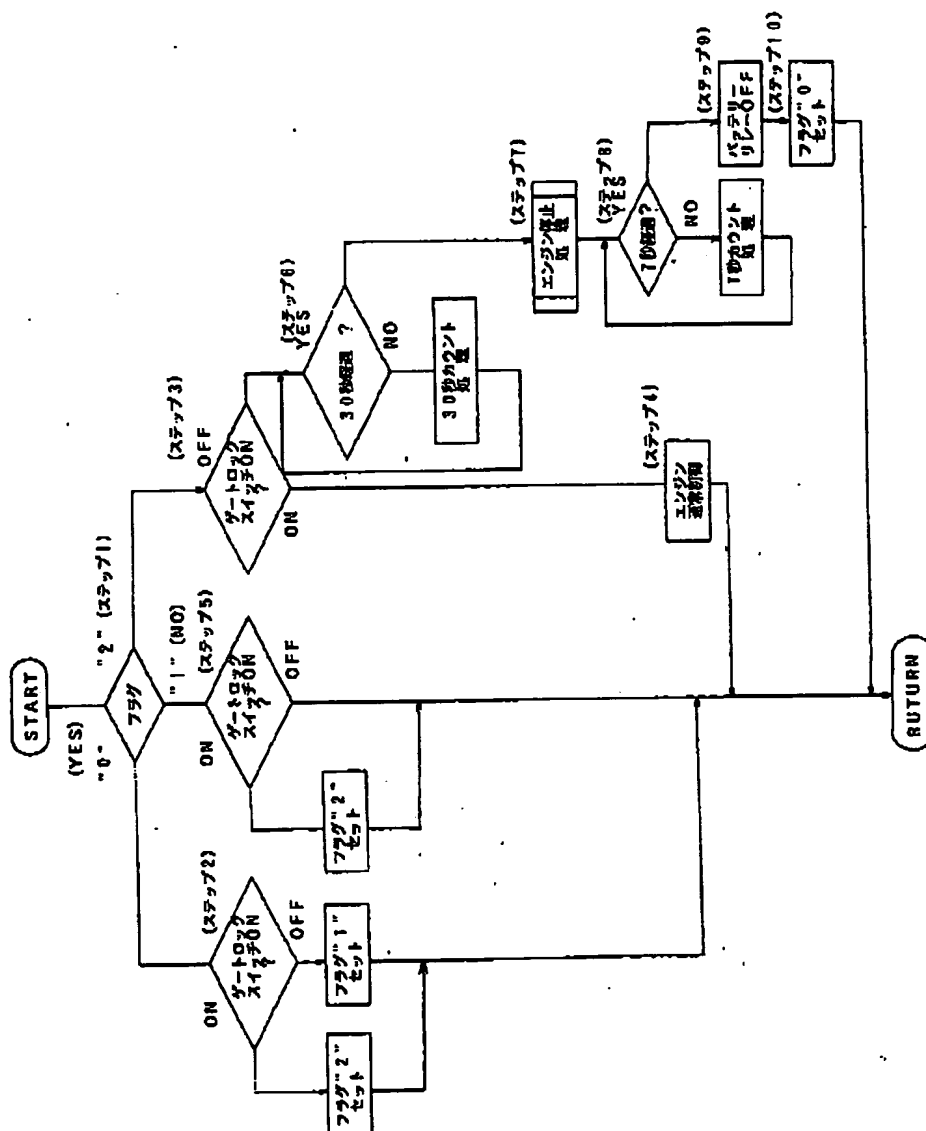 START
(YES)
"0"
フラグ
"2" (ステップ1)
"1" (NO)
(ステップ2)
ゲートロック
スイッチON
?
ON
OFF
フラグ"2"
セット
フラグ"1"
セット
(ステップ5)
ゲートロック
スイッチON
?
ON
OFF
フラグ"2"
セット
(ステップ3)
ゲートロック
スイッチON
?
OFF
ON
(ステップ4)
エンジン
通常制御
(ステップ6)
YES
30秒経過 ?
NO
30秒カウント
処 理
(ステップ7)
エンジン停止
処 理
(ステップ8)
YES
7秒経過?
NO
7秒カウント
処 理
(ステップ9)
バッテリー
リレーOFF
(ステップ10)
フラグ"0"
セット
RUTURN